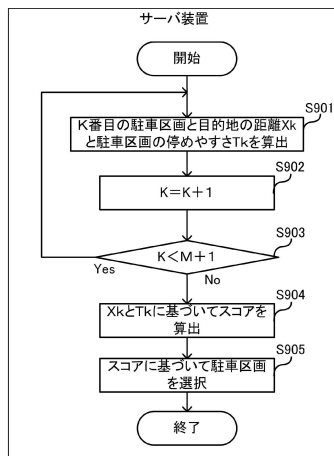 サーバ装置
開始
S901
K番目の駐車区画と目的地の距離Xk
と駐車区画の停めやすさTkを算出
S902
K=K+1
S903
K<M+1
Yes
No
S904
XkとTkに基づいてスコアを
算出
S905
スコアに基づいて駐車区画
を選択
終了